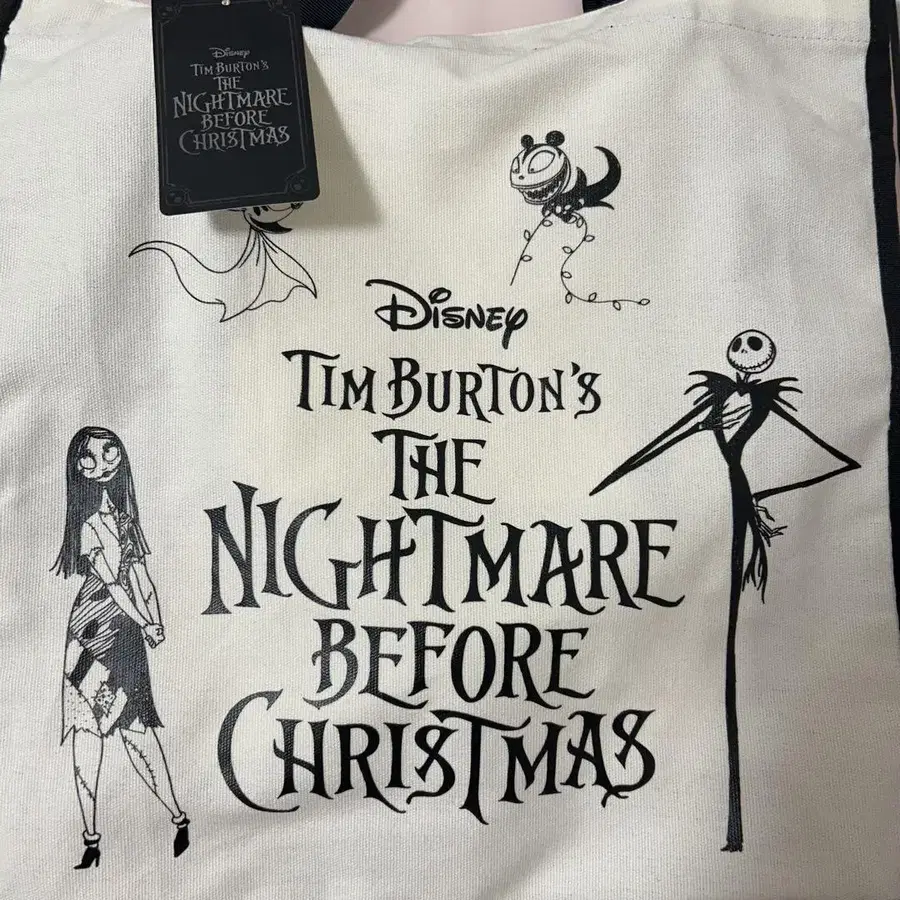 Disney
Tim Burton's
The
Nightmare
Before
Christmas
Disney
Tim Burton's
The
Nightmare
Before
Christmas